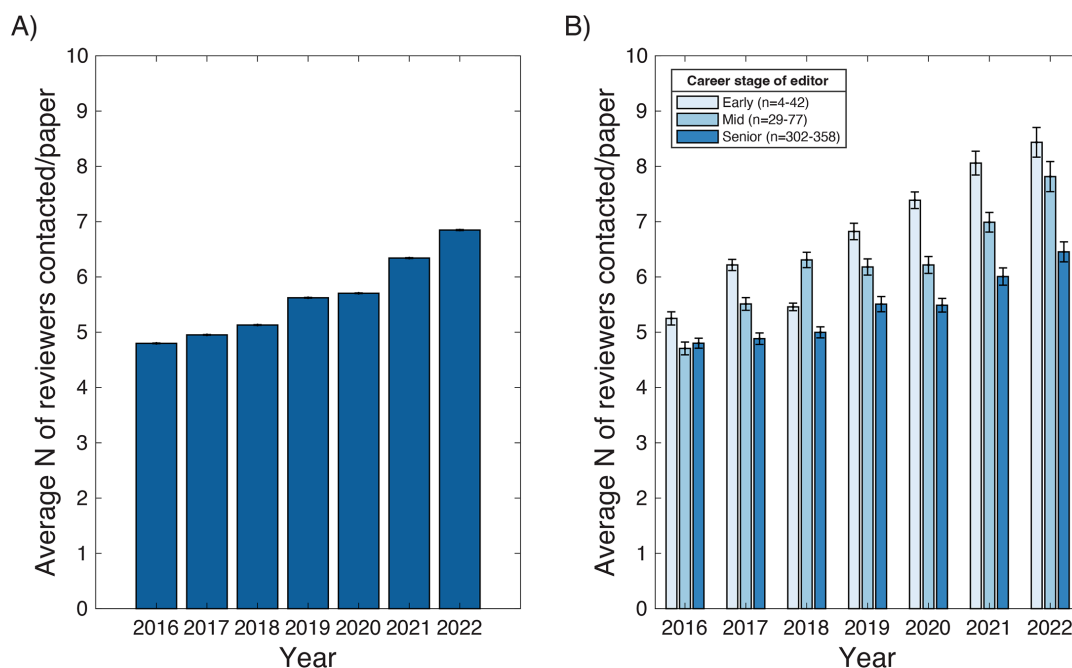 A)
Average N of reviewers contacted/paper
10
9
8
7
6
5
4
3
2
1
0
2016 2017 2018 2019 2020 2021 2022
Year
B)
Average N of reviewers contacted/paper
10
9
8
7
6
5
4
3
2
1
0
Career stage of editor
Early (n=4-42)
Mid (n=29-77)
Senior (n=302-358)
2016 2017 2018 2019 2020 2021 2022
Year